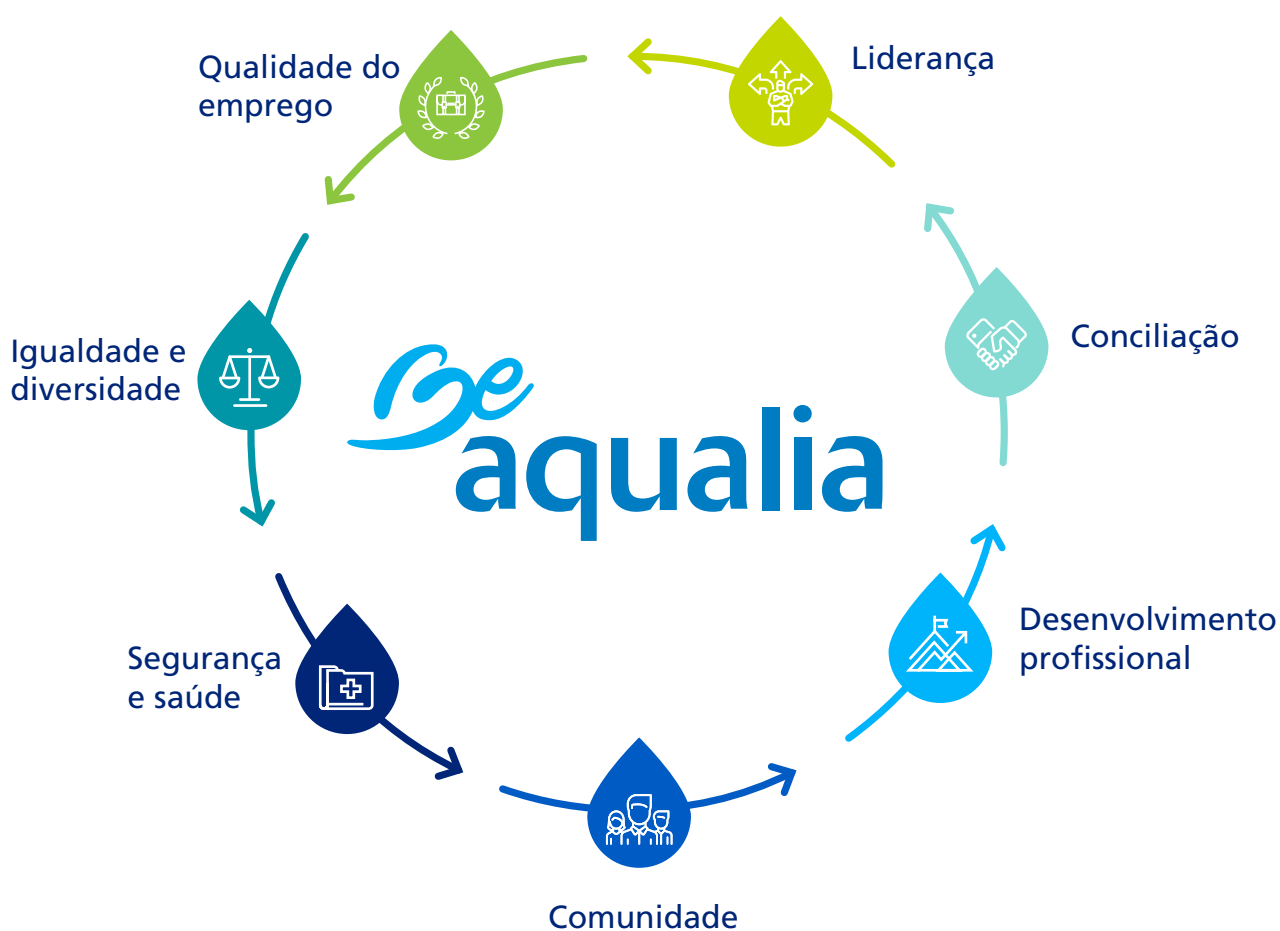 Liderança
Qualidade do
emprego
Igualdade e
diversidade
Segurança
e saúde
Comunidade
Desenvolvimento
profissional
Conciliação
Be
aqualia